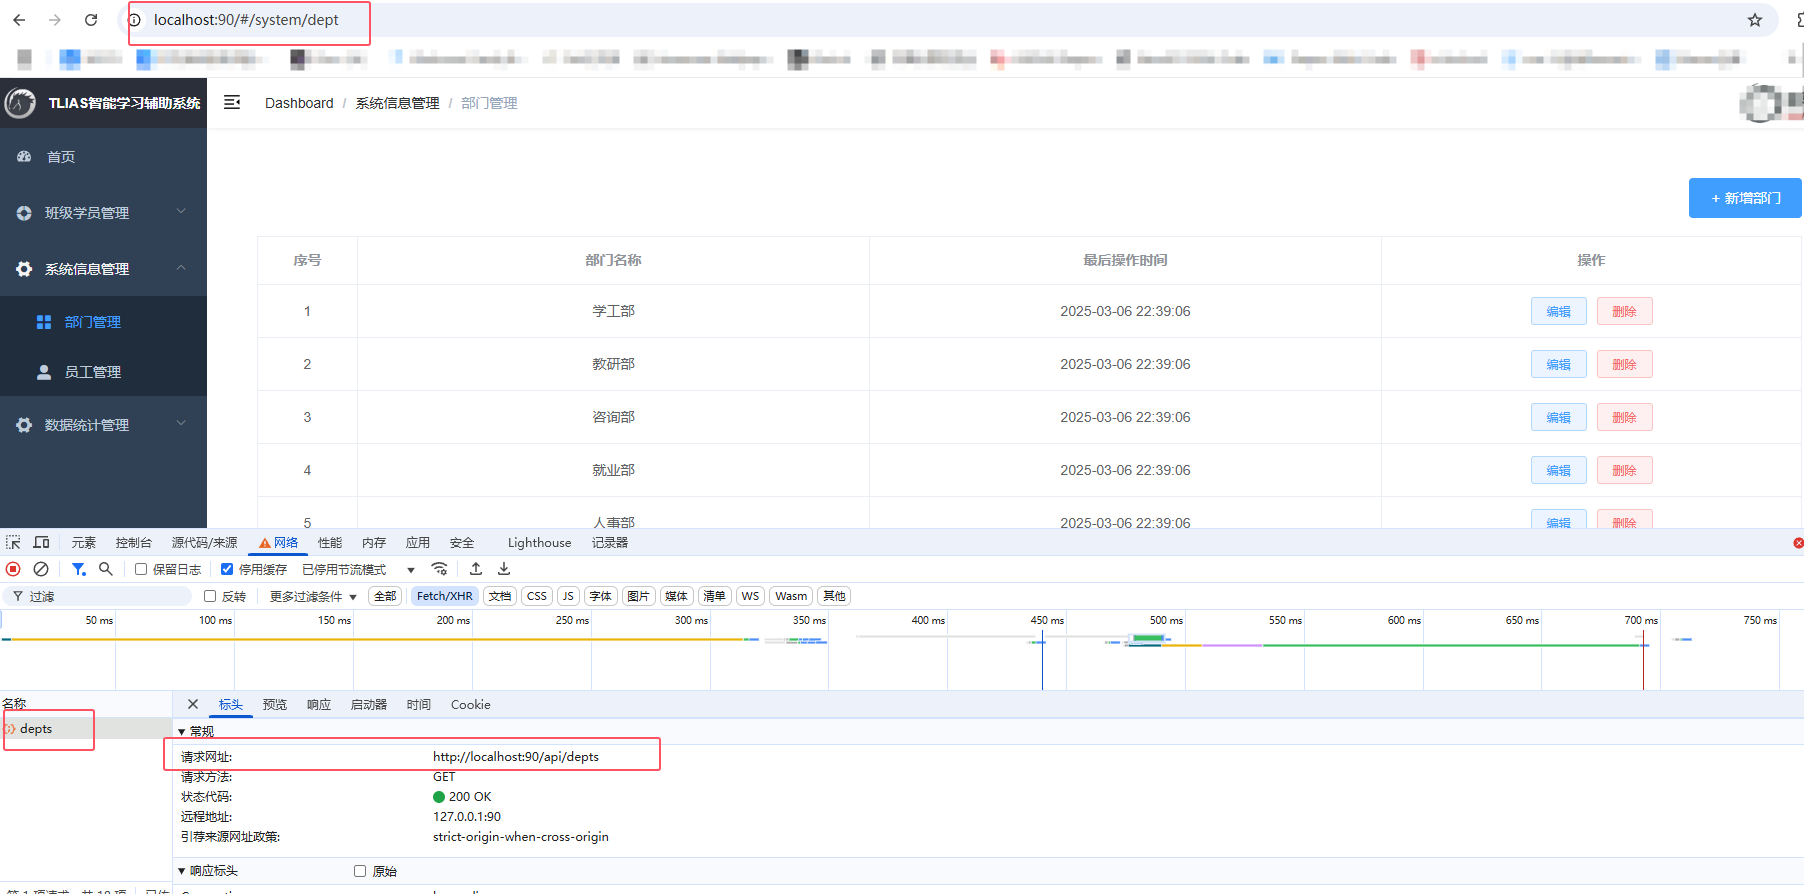 localhost:90/#/system/dept
TLIAS智能学习辅助系统
Dashboard / 系统信息管理 / 部门管理
首页
班级学员管理
系统信息管理
部门管理
员工管理
数据统计管理
+ 新增部门
序号 部门名称 最后操作时间 操作
1 学工部 2025-03-06 22:39:06 编辑 删除
2 教研部 2025-03-06 22:39:06 编辑 删除
3 咨询部 2025-03-06 22:39:06 编辑 删除
4 就业部 2025-03-06 22:39:06 编辑 删除
5 人事部 2025-03-06 22:39:06 编辑 删除
元素 控制台 源代码/来源 网络 性能 内存 应用 安全 Lighthouse 记录器
保留日志 停用缓存 已停用节流模式
过滤 反转 更多过滤条件 全部 Fetch/XHR 文档 CSS JS 字体 图片 媒体 清单 WS Wasm 其他
50 ms 100 ms 150 ms 200 ms 250 ms 300 ms 350 ms 400 ms 450 ms 500 ms 550 ms 600 ms 650 ms 700 ms 750 ms
名称
depts
标头 预览 响应 启动器 时间 Cookie
常规
请求网址: http://localhost:90/api/depts
请求方法: GET
状态代码: 200 OK
远程地址: 127.0.0.1:90
引荐来源网址政策: strict-origin-when-cross-origin
响应标头 原始